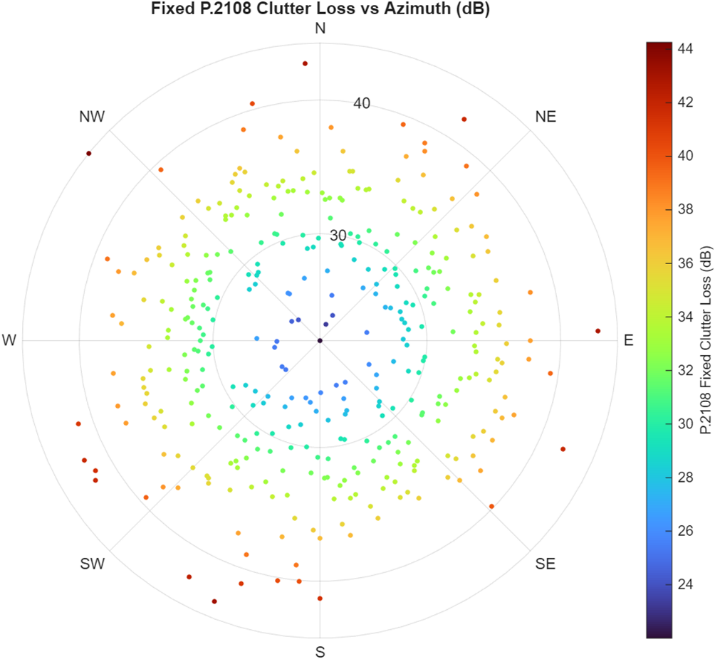 Fixed P.2108 Clutter Loss vs Azimuth (dB)
N
44
NW
40
NE
42
40
38
30
36
W
E
34
32
30
28
26
SW
SE
24
S
P.2108 Fixed Clutter Loss (dB)